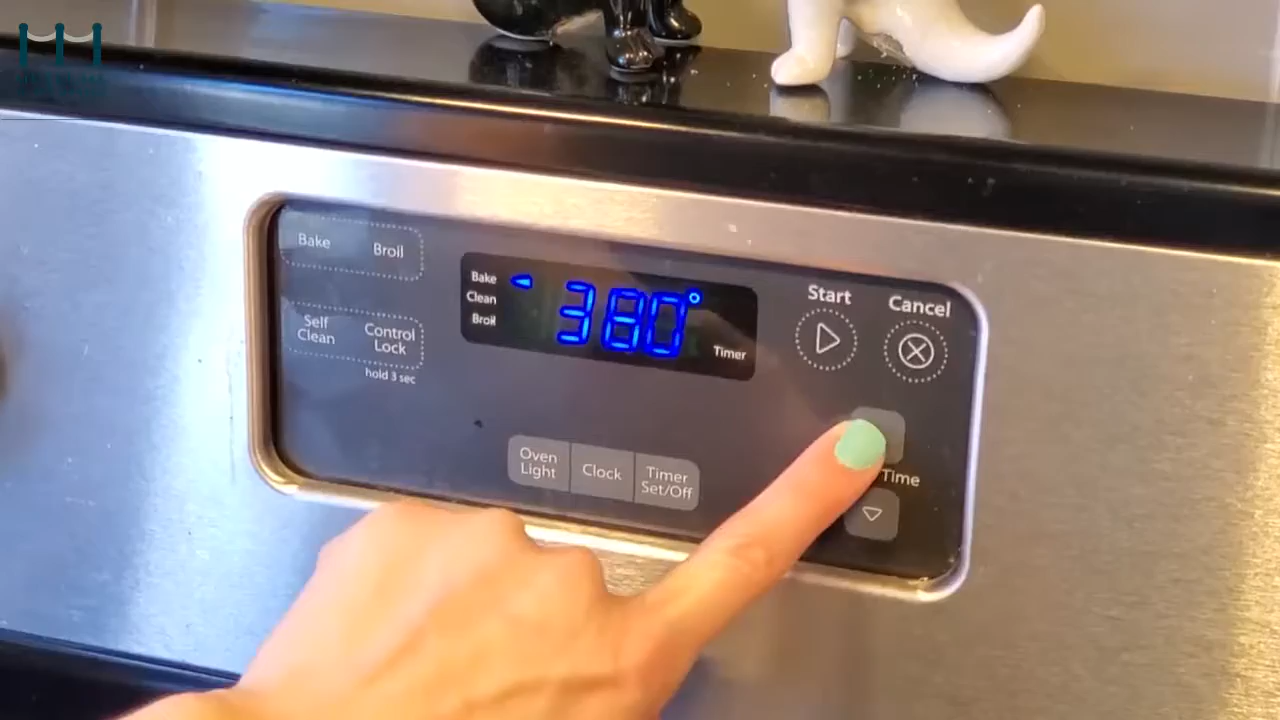 Bake
Broil
Self
Clean
Control
Lock
hold 3 sec
Bake
Clean
Broil
380°
Timer
Start
Cancel
Oven
Light
Clock
Timer
Set/Off
Time